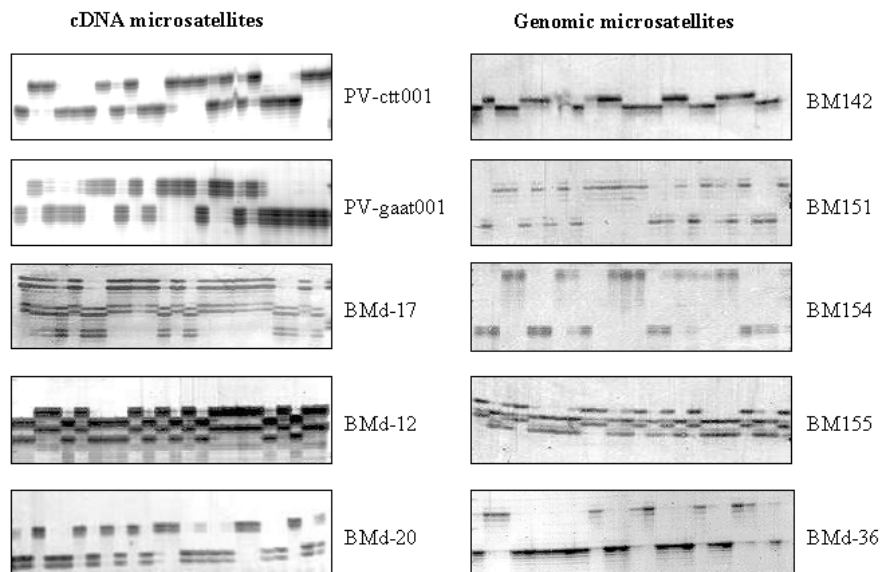 cDNA microsatellites
PV-ctt001
PV-gaat001
BMd-17
BMd-12
BMd-20
Genomic microsatellites
BM142
BM151
BM154
BM155
BMd-36